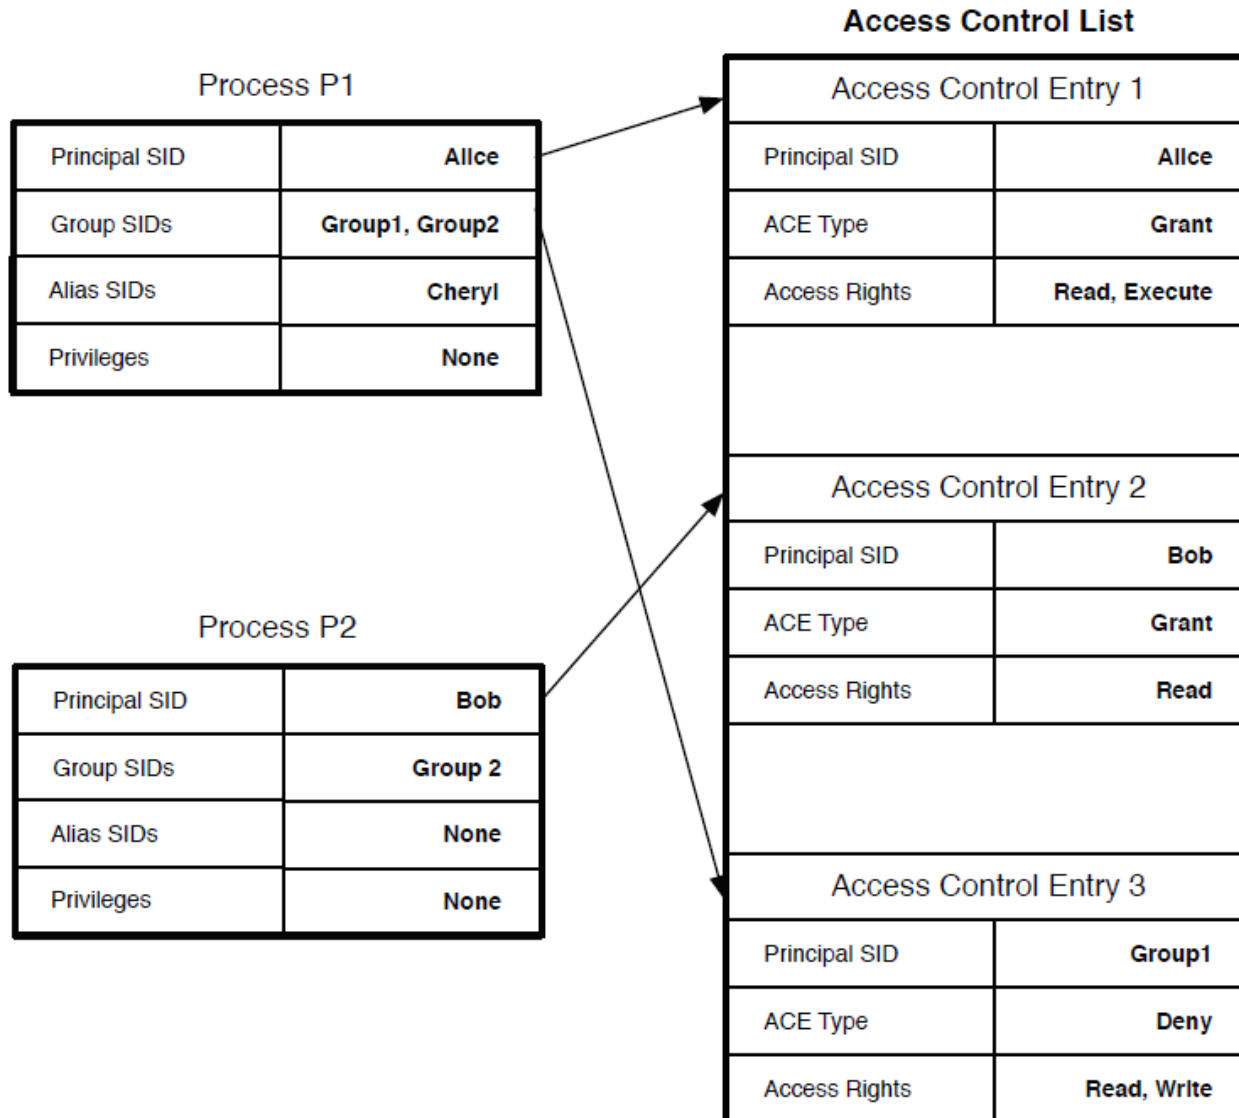 Access Control List
Process P1
Principal SID Alice
Group SIDs Group1, Group2
Alias SIDs Cheryl
Privileges None
Process P2
Principal SID Bob
Group SIDs Group 2
Alias SIDs None
Privileges None
Access Control Entry 1
Principal SID Alice
ACE Type Grant
Access Rights Read, Execute
Access Control Entry 2
Principal SID Bob
ACE Type Grant
Access Rights Read
Access Control Entry 3
Principal SID Group1
ACE Type Deny
Access Rights Read, Write